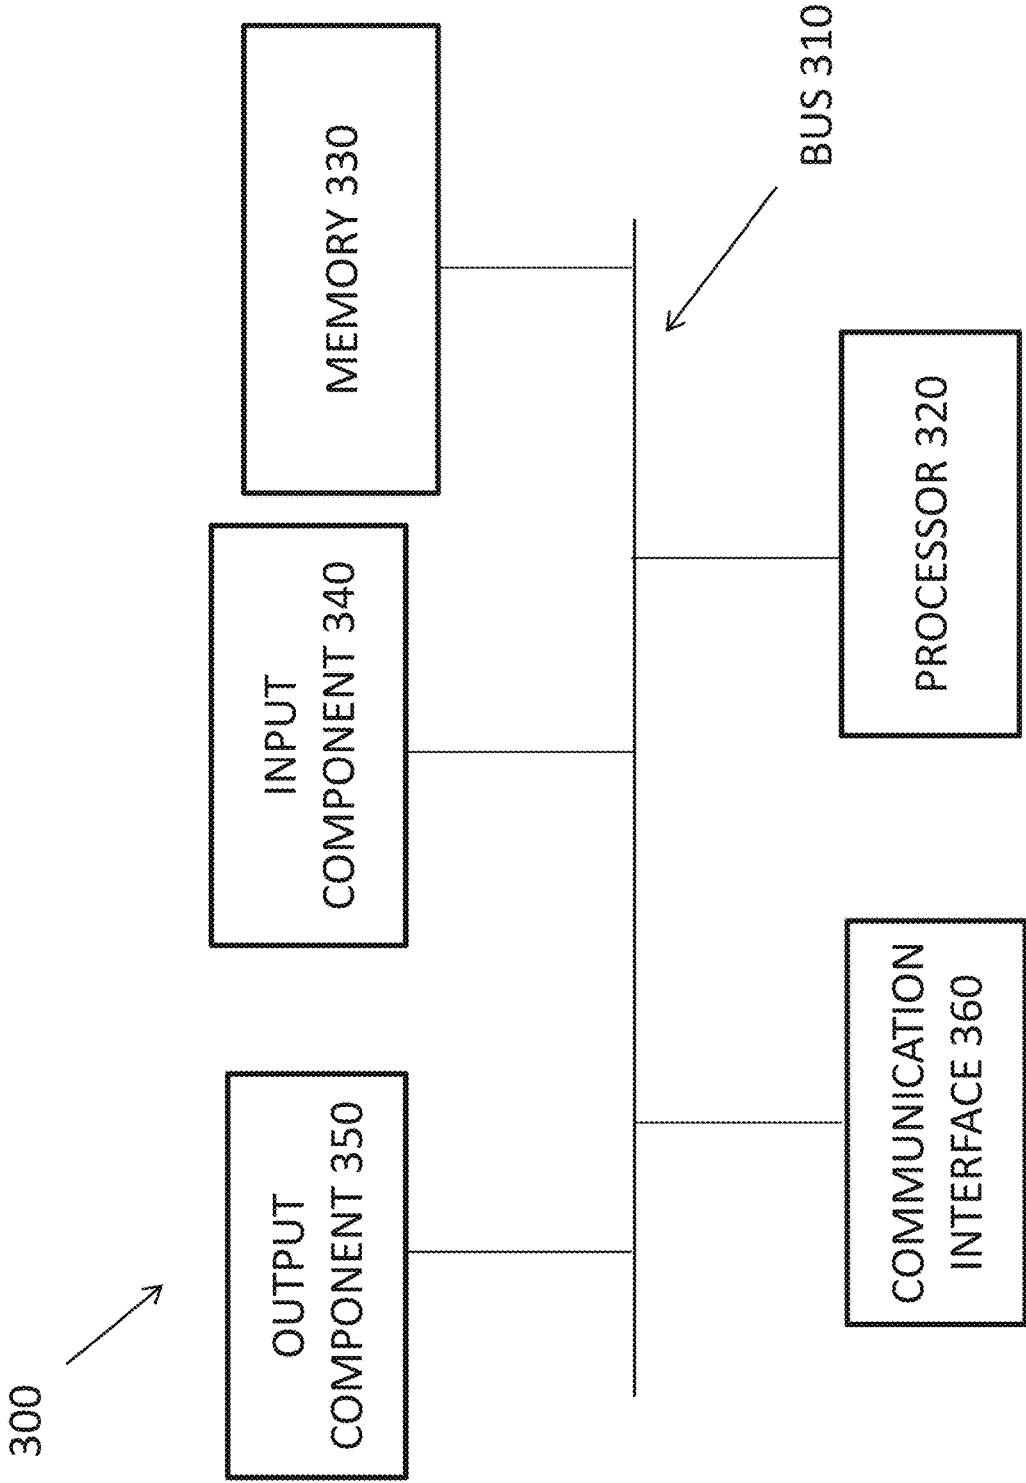 300
OUTPUT
COMPONENT 350
INPUT
COMPONENT 340
MEMORY 330
BUS 310
COMMUNICATION
INTERFACE 360
PROCESSOR 320